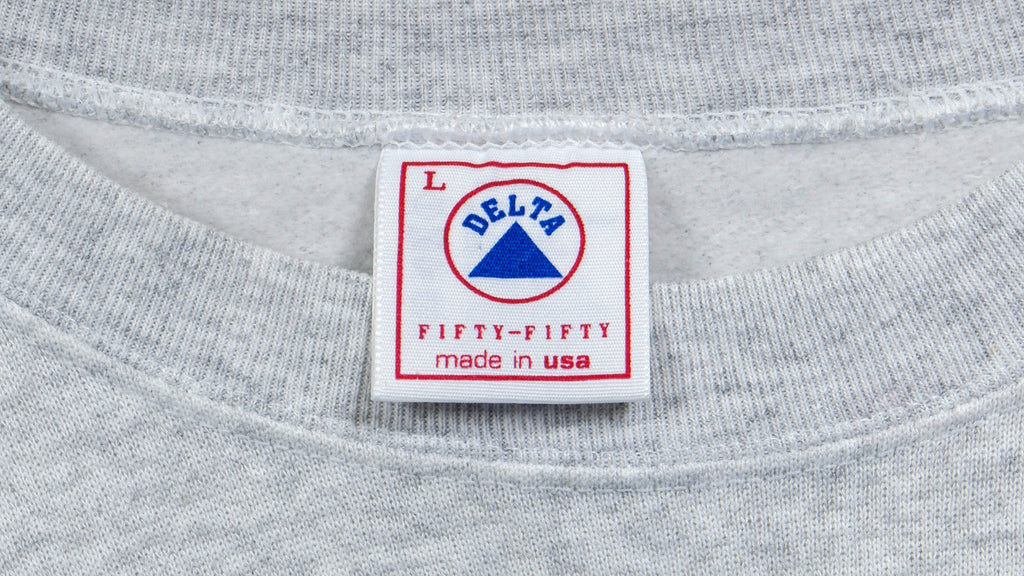 L
DELTA
FIFTY-FIFTY
made in usa